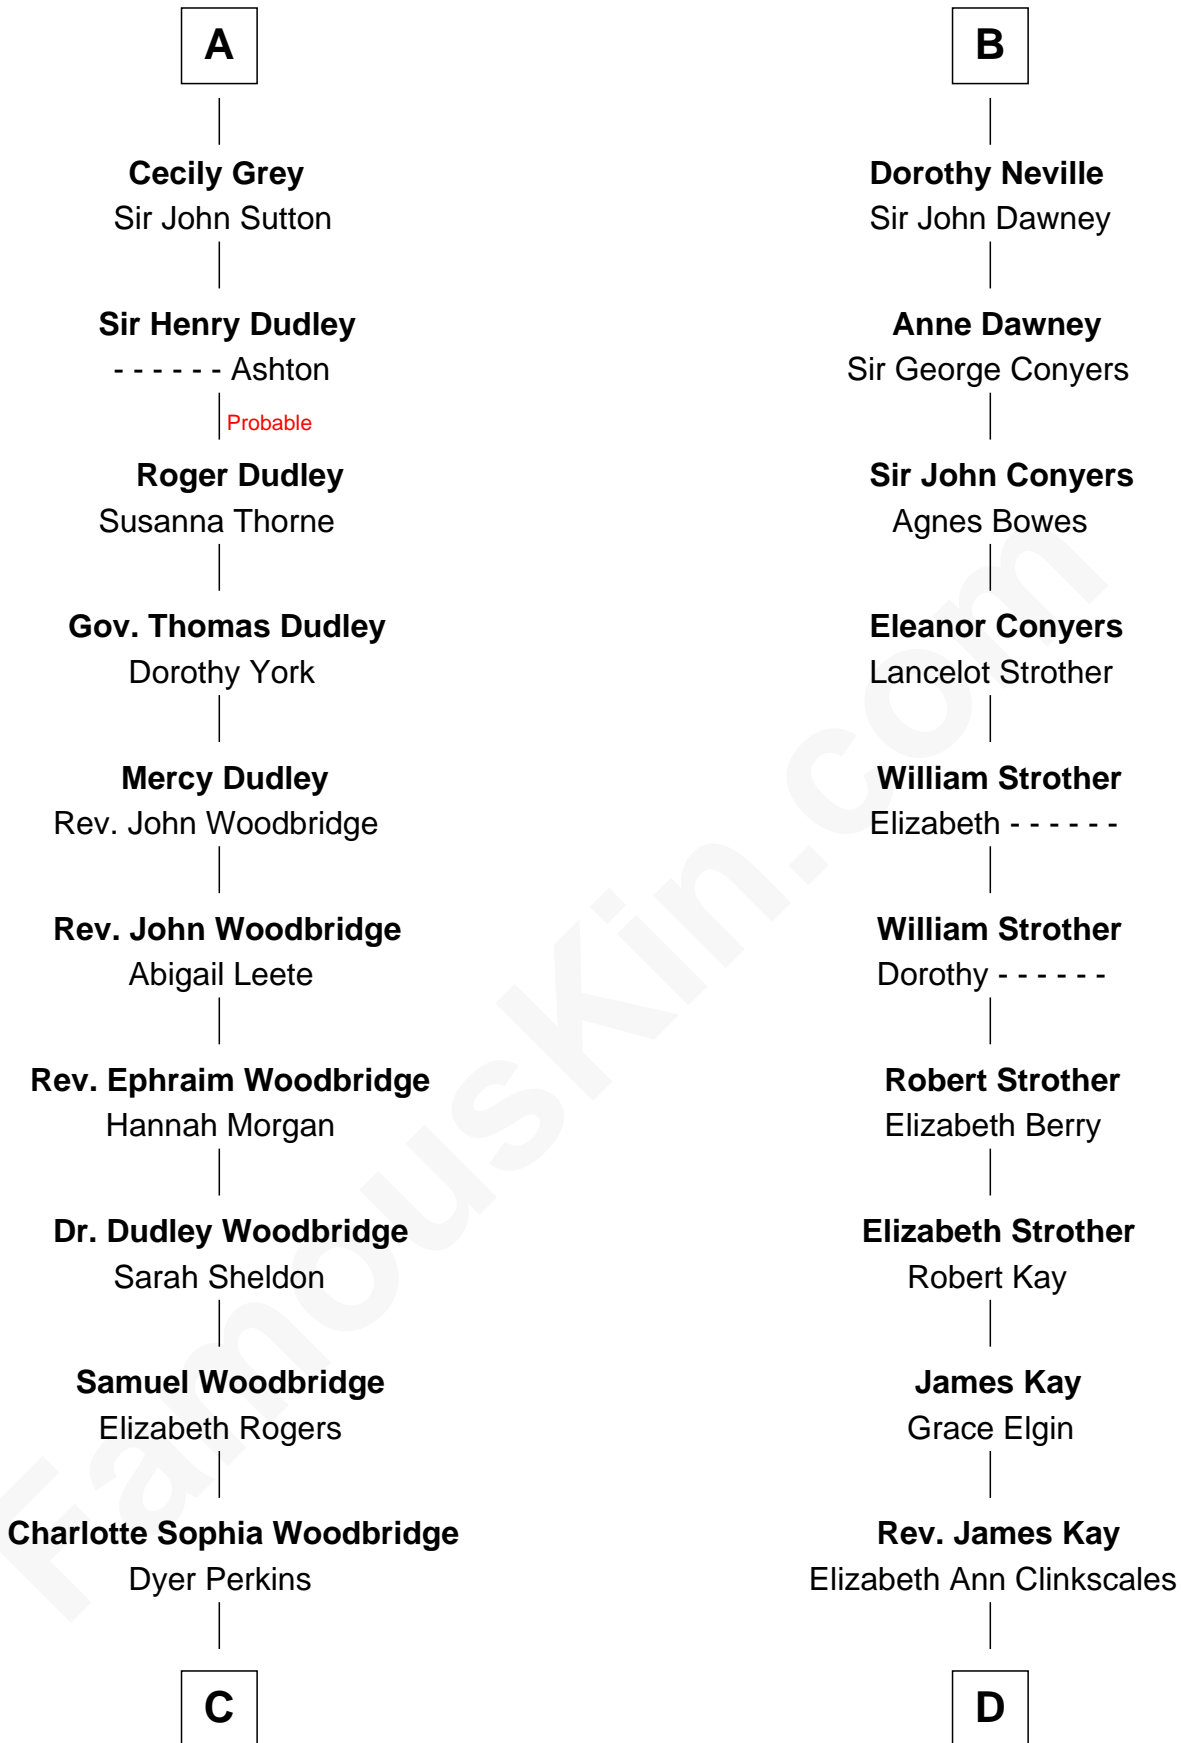 A
Cecily Grey
Sir John Sutton
Sir Henry Dudley
- - - - - - Ashton
Probable
Roger Dudley
Susanna Thorne
Gov. Thomas Dudley
Dorothy York
Mercy Dudley
Rev. John Woodbridge
Rev. John Woodbridge
Abigail Leete
Rev. Ephraim Woodbridge
Hannah Morgan
Dr. Dudley Woodbridge
Sarah Sheldon
Samuel Woodbridge
Elizabeth Rogers
Charlotte Sophia Woodbridge
Dyer Perkins
C
B
Dorothy Neville
Sir John Dawney
Anne Dawney
Sir George Conyers
Sir John Conyers
Agnes Bowes
Eleanor Conyers
Lancelot Strother
William Strother
Elizabeth - - - - - -
William Strother
Dorothy - - - - - -
Robert Strother
Elizabeth Berry
Elizabeth Strother
Robert Kay
James Kay
Grace Elgin
Rev. James Kay
Elizabeth Ann Clinkscales
D
FamousKin.com